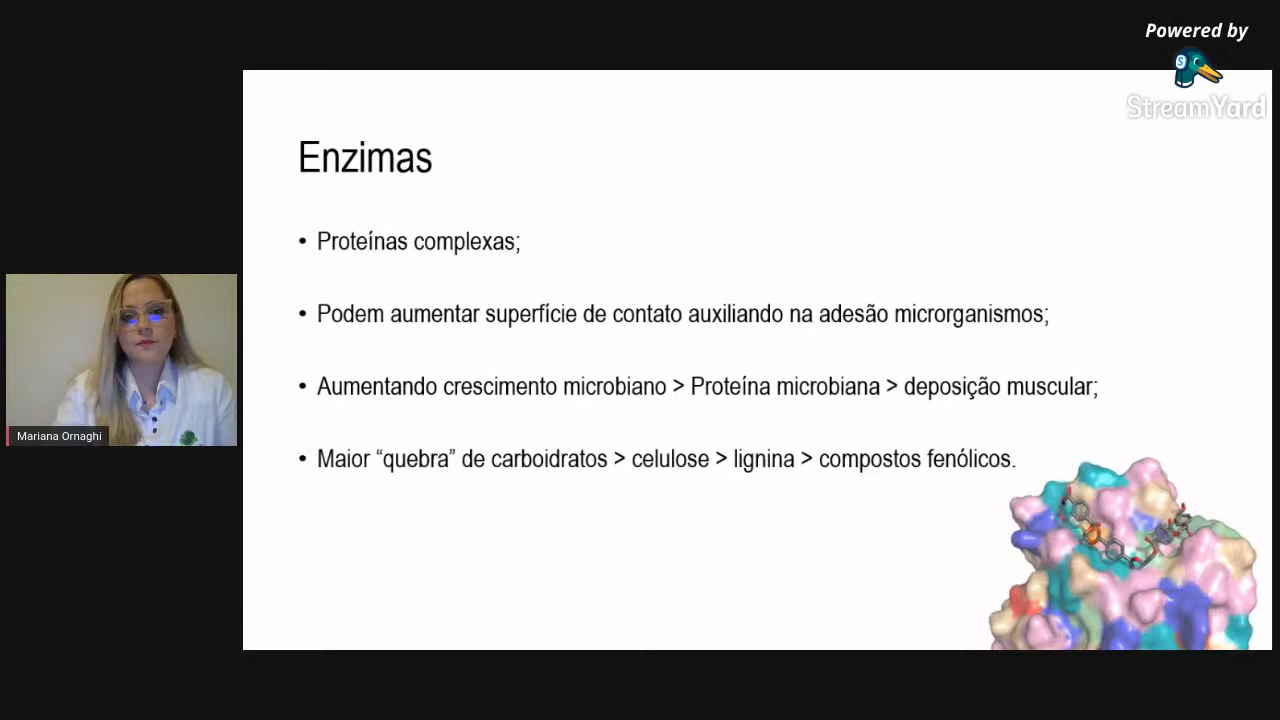 Powered by
StreamYard
Enzimas
• Proteínas complexas;
• Podem aumentar superfície de contato auxiliando na adesão microrganismos;
• Aumentando crescimento microbiano > Proteína microbiana > deposição muscular;
• Maior “quebra” de carboidratos > celulose > lignina > compostos fenólicos.
Mariana Ornaghi